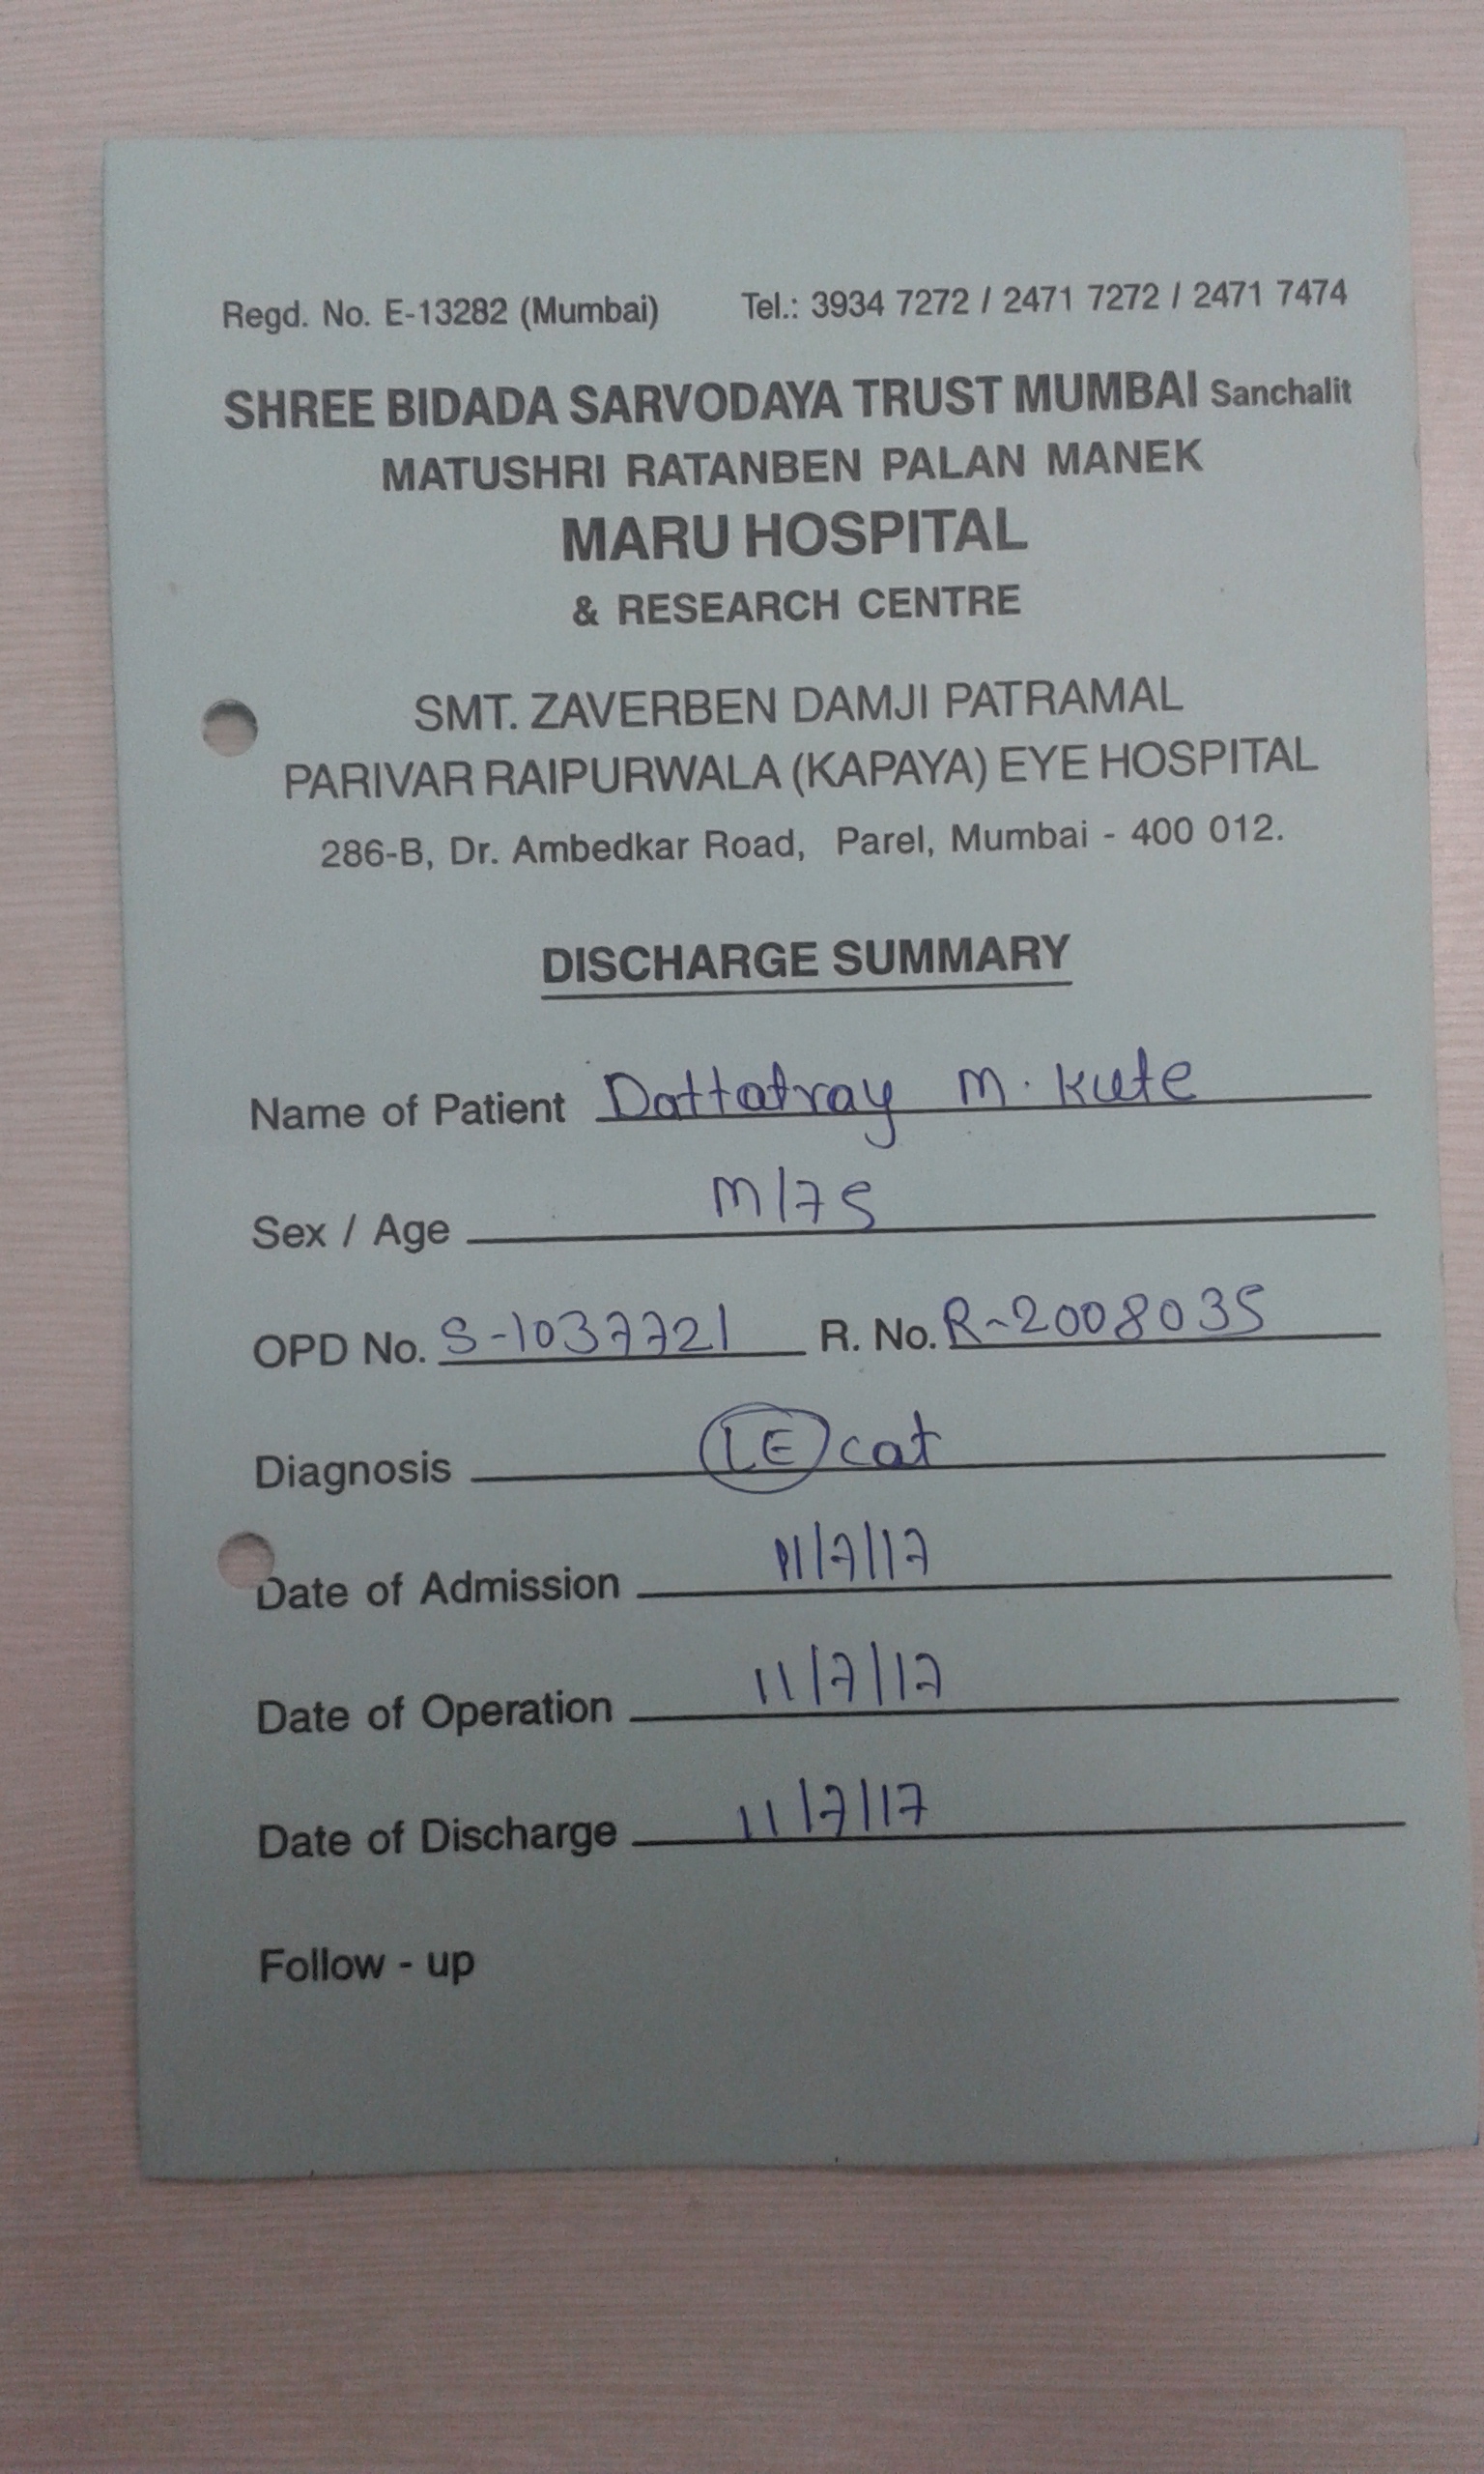 Regd. No. E-13282 (Mumbai) Tel.: 3934 7272 / 2471 7272 / 2471 7474
SHREE BIDADA SARVODAYA TRUST MUMBAI Sanchalit
MATUSHRI RATANBEN PALAN MANEK
MARU HOSPITAL
& RESEARCH CENTRE
SMT. ZAVERBEN DAMJI PATRAMAL
PARIVAR RAIPURWALA (KAPAYA) EYE HOSPITAL
286-B, Dr. Ambedkar Road, Parel, Mumbai - 400 012.
DISCHARGE SUMMARY
Name of Patient Dattatray M. Kute
Sex / Age M/75
OPD No. S-1037721 R. No. R-2008035
Diagnosis LE cat
Date of Admission 11/7/17
Date of Operation 11/7/17
Date of Discharge 11/7/17
Follow - up